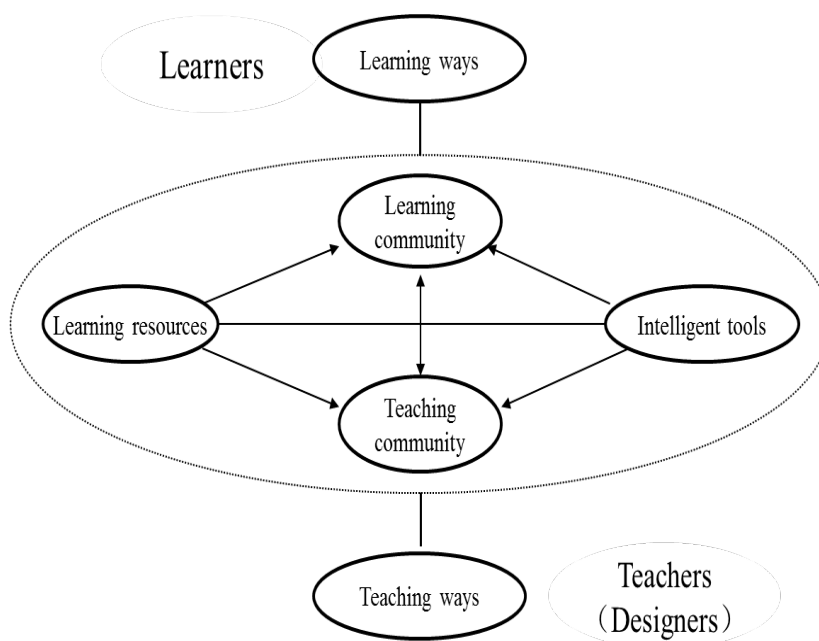 Learners
Learning ways
Learning
community
Learning resources
Intelligent tools
Teaching
community
Teaching ways
Teachers
（Designers）